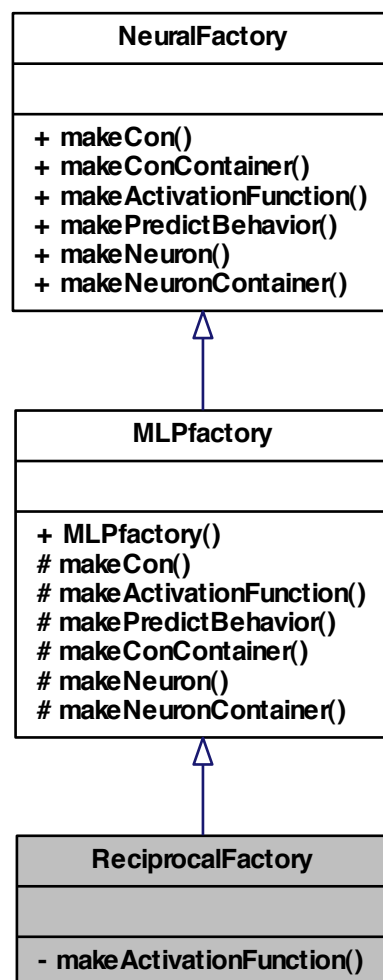 NeuralFactory
+ makeCon()
+ makeConContainer()
+ makeActivationFunction()
+ makePredictBehavior()
+ makeNeuron()
+ makeNeuronContainer()
MLPfactory
+ MLPfactory()
# makeCon()
# makeActivationFunction()
# makePredictBehavior()
# makeConContainer()
# makeNeuron()
# makeNeuronContainer()
ReciprocalFactory
- makeActivationFunction()